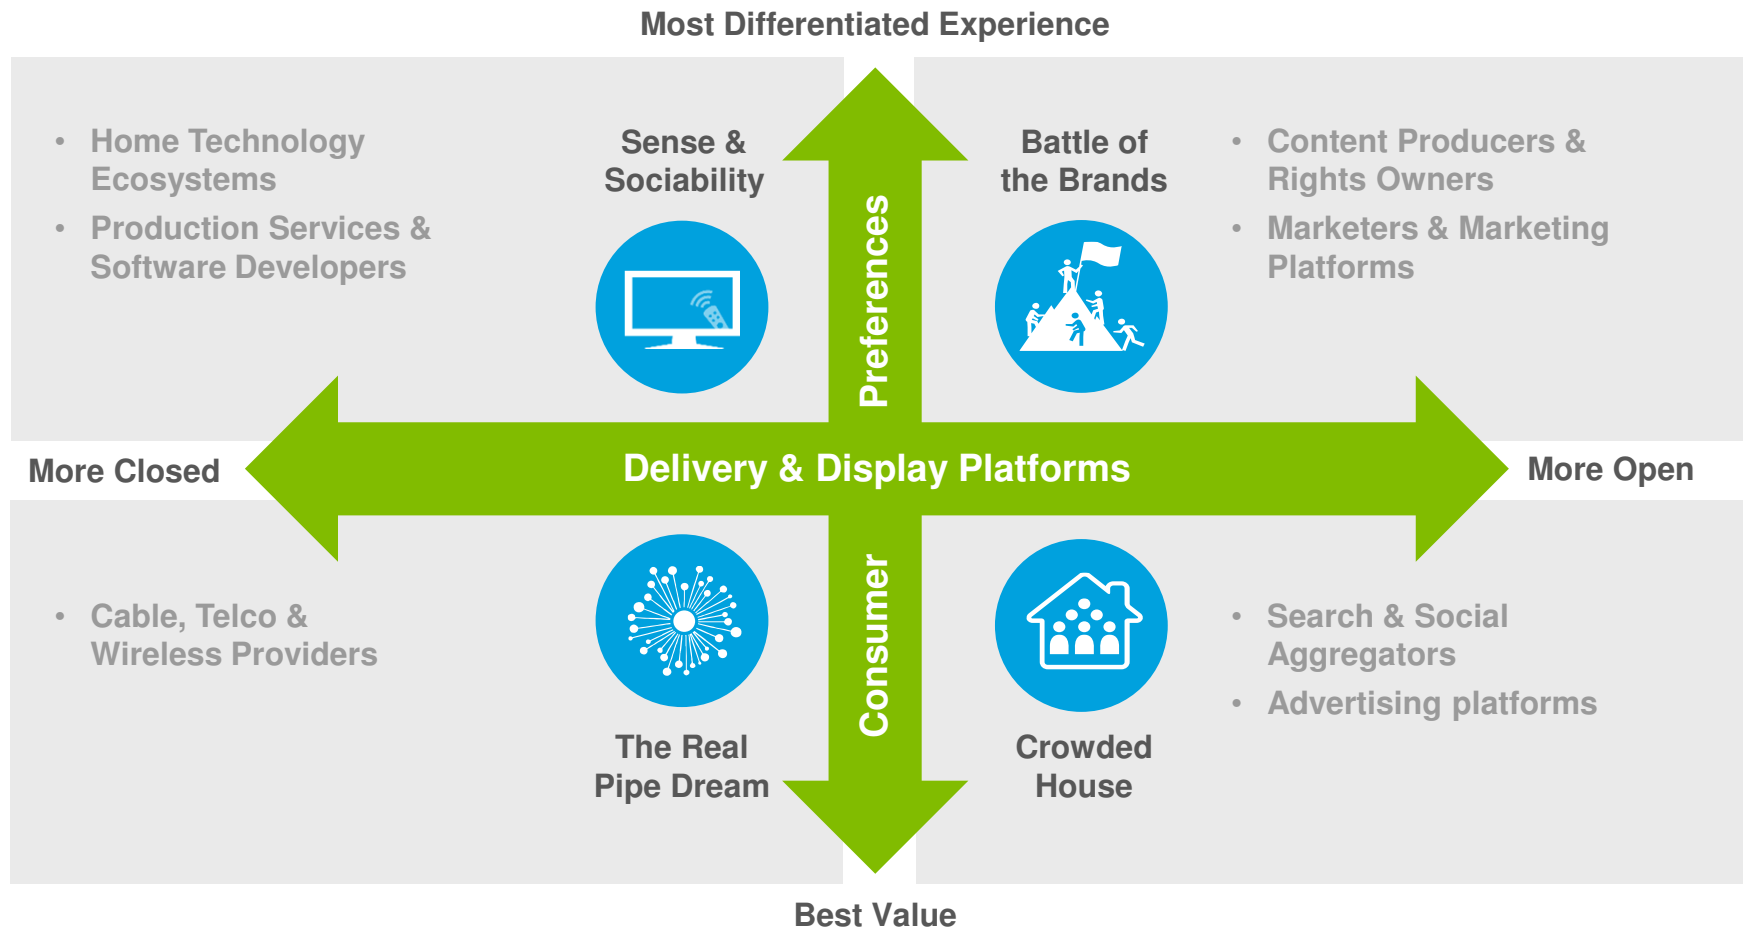 Most Differentiated Experience
• Home Technology
Ecosystems
• Production Services &
Software Developers
Sense &
Sociability
Battle of
the Brands
• Content Producers &
Rights Owners
• Marketers & Marketing
Platforms
Preferences
More Closed
Delivery & Display Platforms
More Open
Consumer
• Cable, Telco &
Wireless Providers
The Real
Pipe Dream
Crowded
House
• Search & Social
Aggregators
• Advertising platforms
Best Value